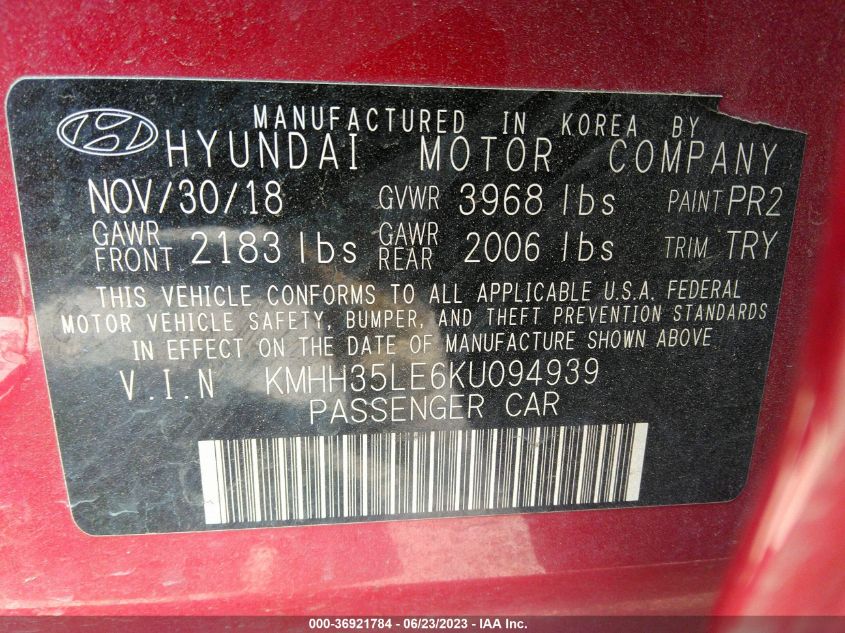 MANUFACTURED IN KOREA BY
HYUNDAI MOTOR COMPANY
NOV/30/18 GVWR 3968 lbs PAINT PR2
GAWR FRONT 2183 lbs GAWR REAR 2006 lbs TRIM TRY
THIS VEHICLE CONFORMS TO ALL APPLICABLE U.S.A. FEDERAL
MOTOR VEHICLE SAFETY, BUMPER, AND THEFT PREVENTION STANDARDS
IN EFFECT ON THE DATE OF MANUFACTURE SHOWN ABOVE
V.I.N KMHH35LE6KU094939
PASSENGER CAR
000-36921784 - 06/23/2023 - IAA Inc.